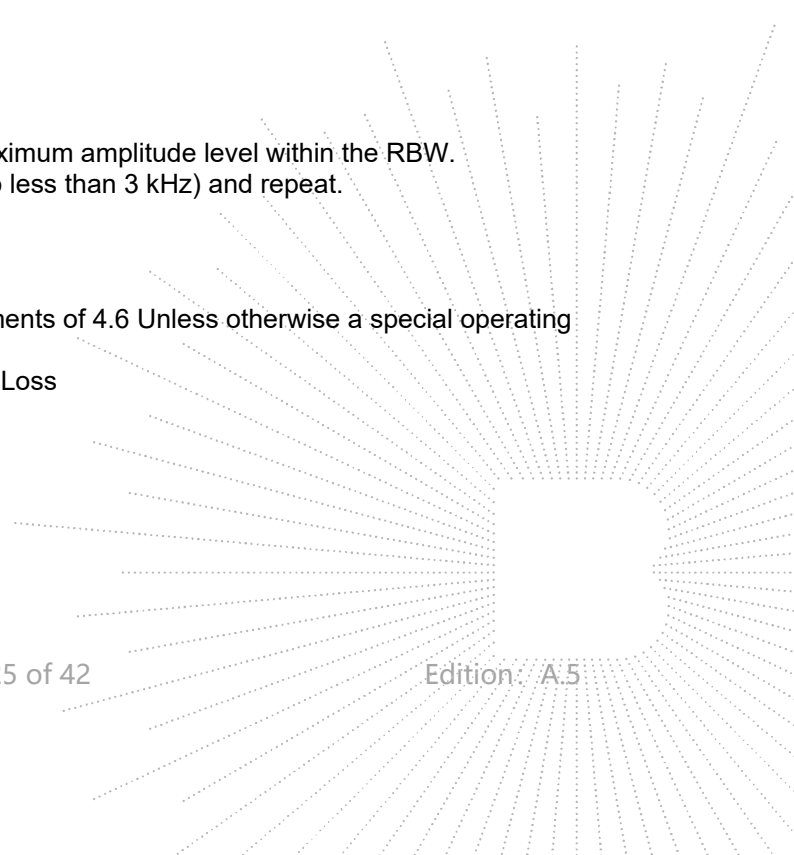 ximum amplitude level within the RBW.
less than 3 kHz) and repeat.
ments of 4.6 Unless otherwise a special operating
Loss
5 of 42
Edition: A.5